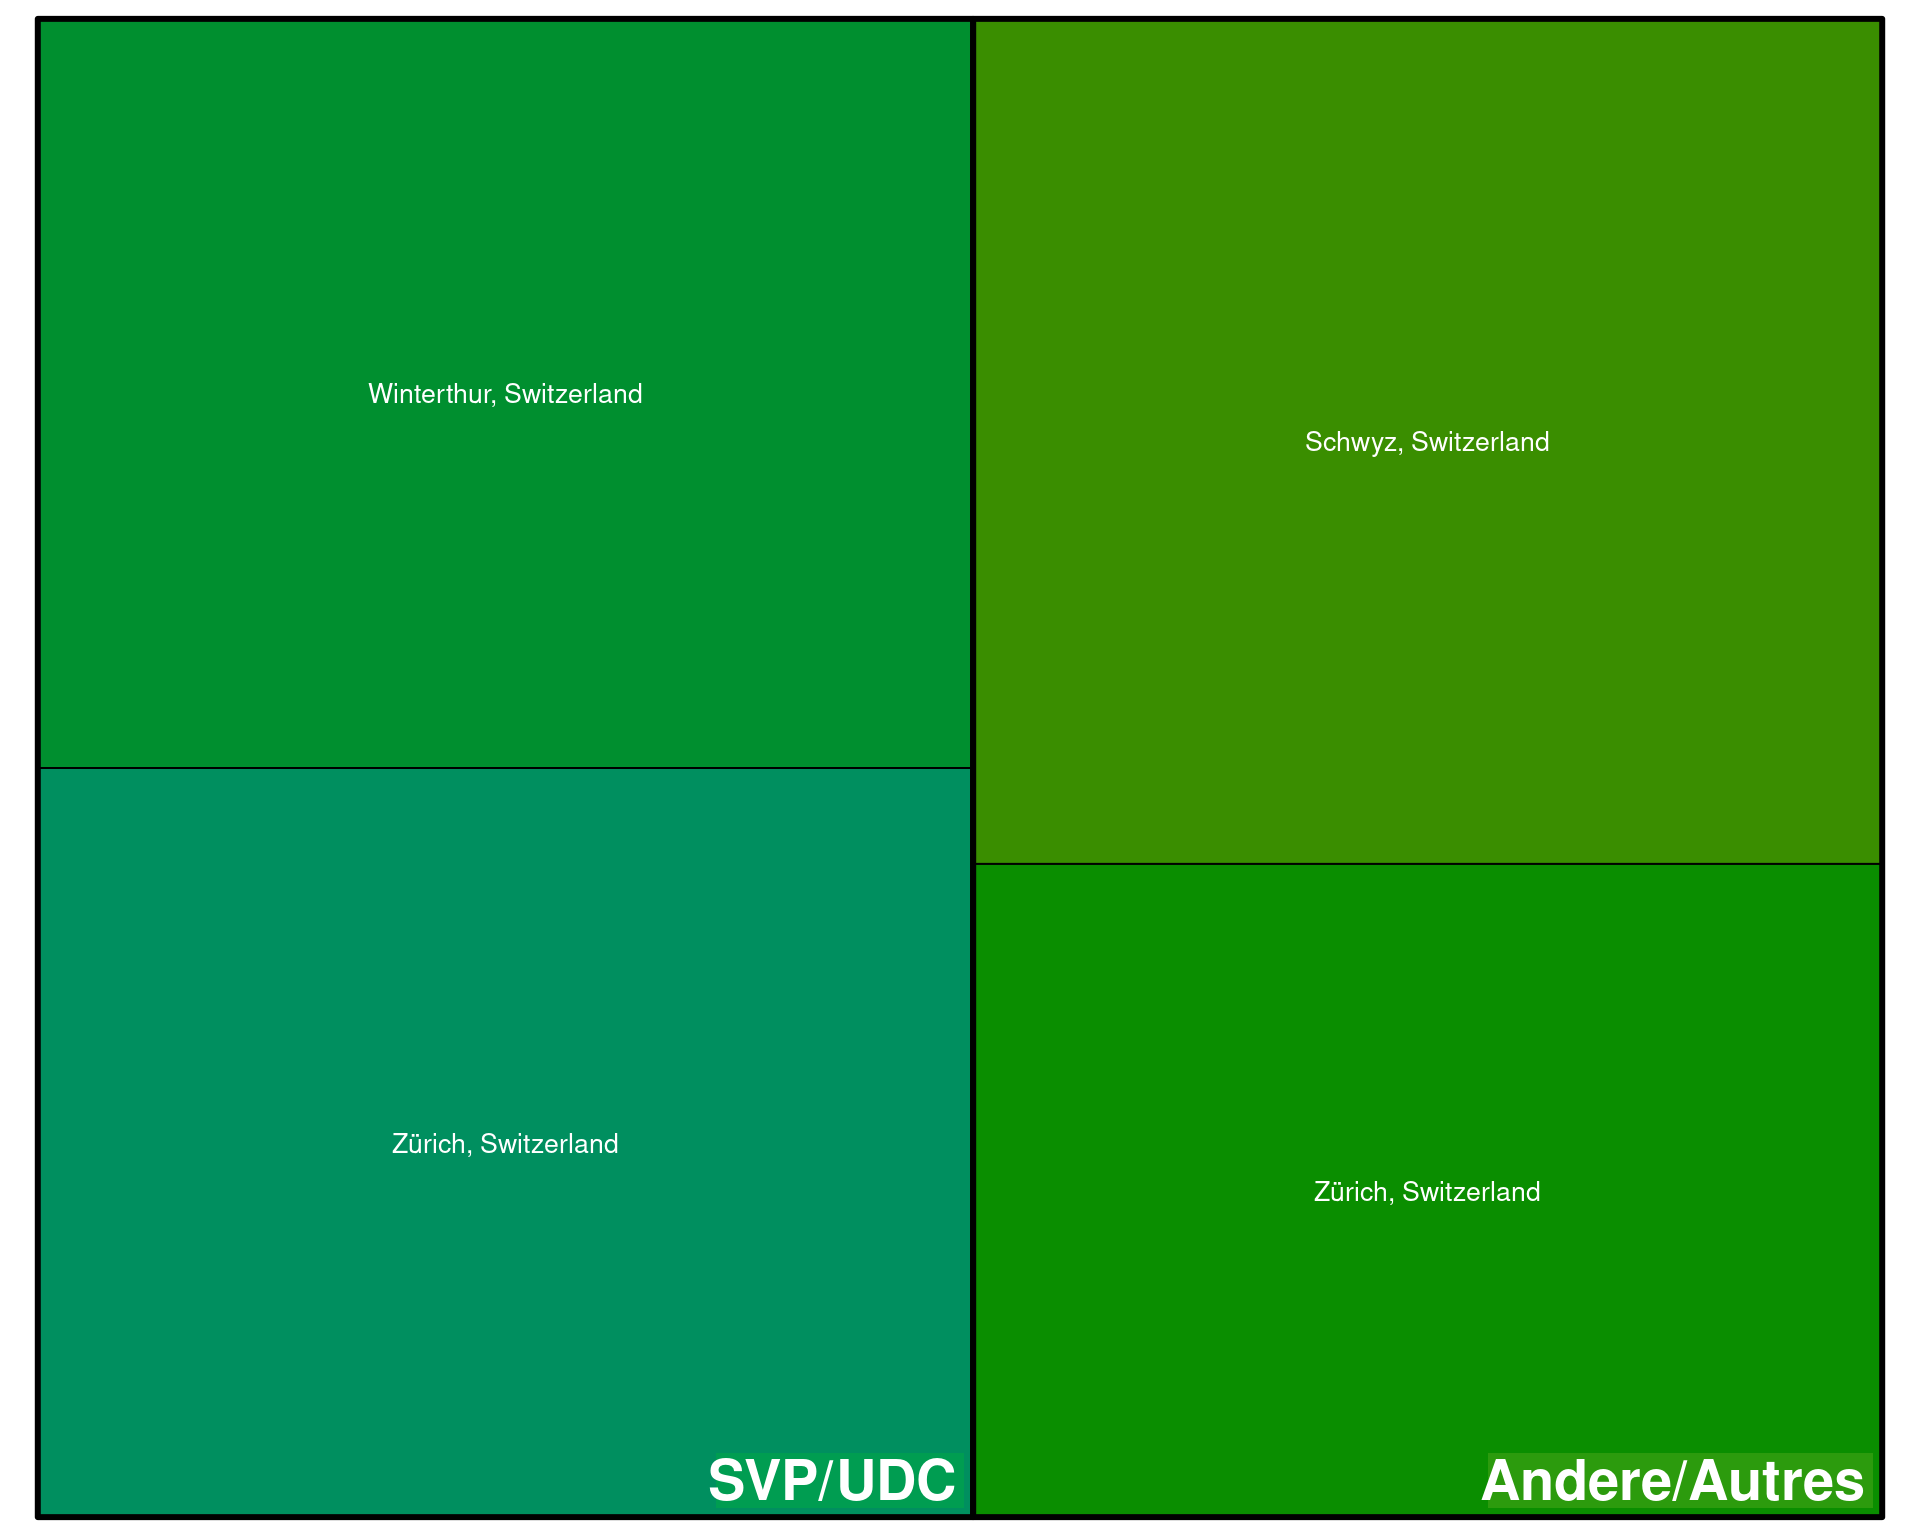 Winterthur, Switzerland
Zürich, Switzerland
SVP/UDC
Schwyz, Switzerland
Zürich, Switzerland
Andere/Autres